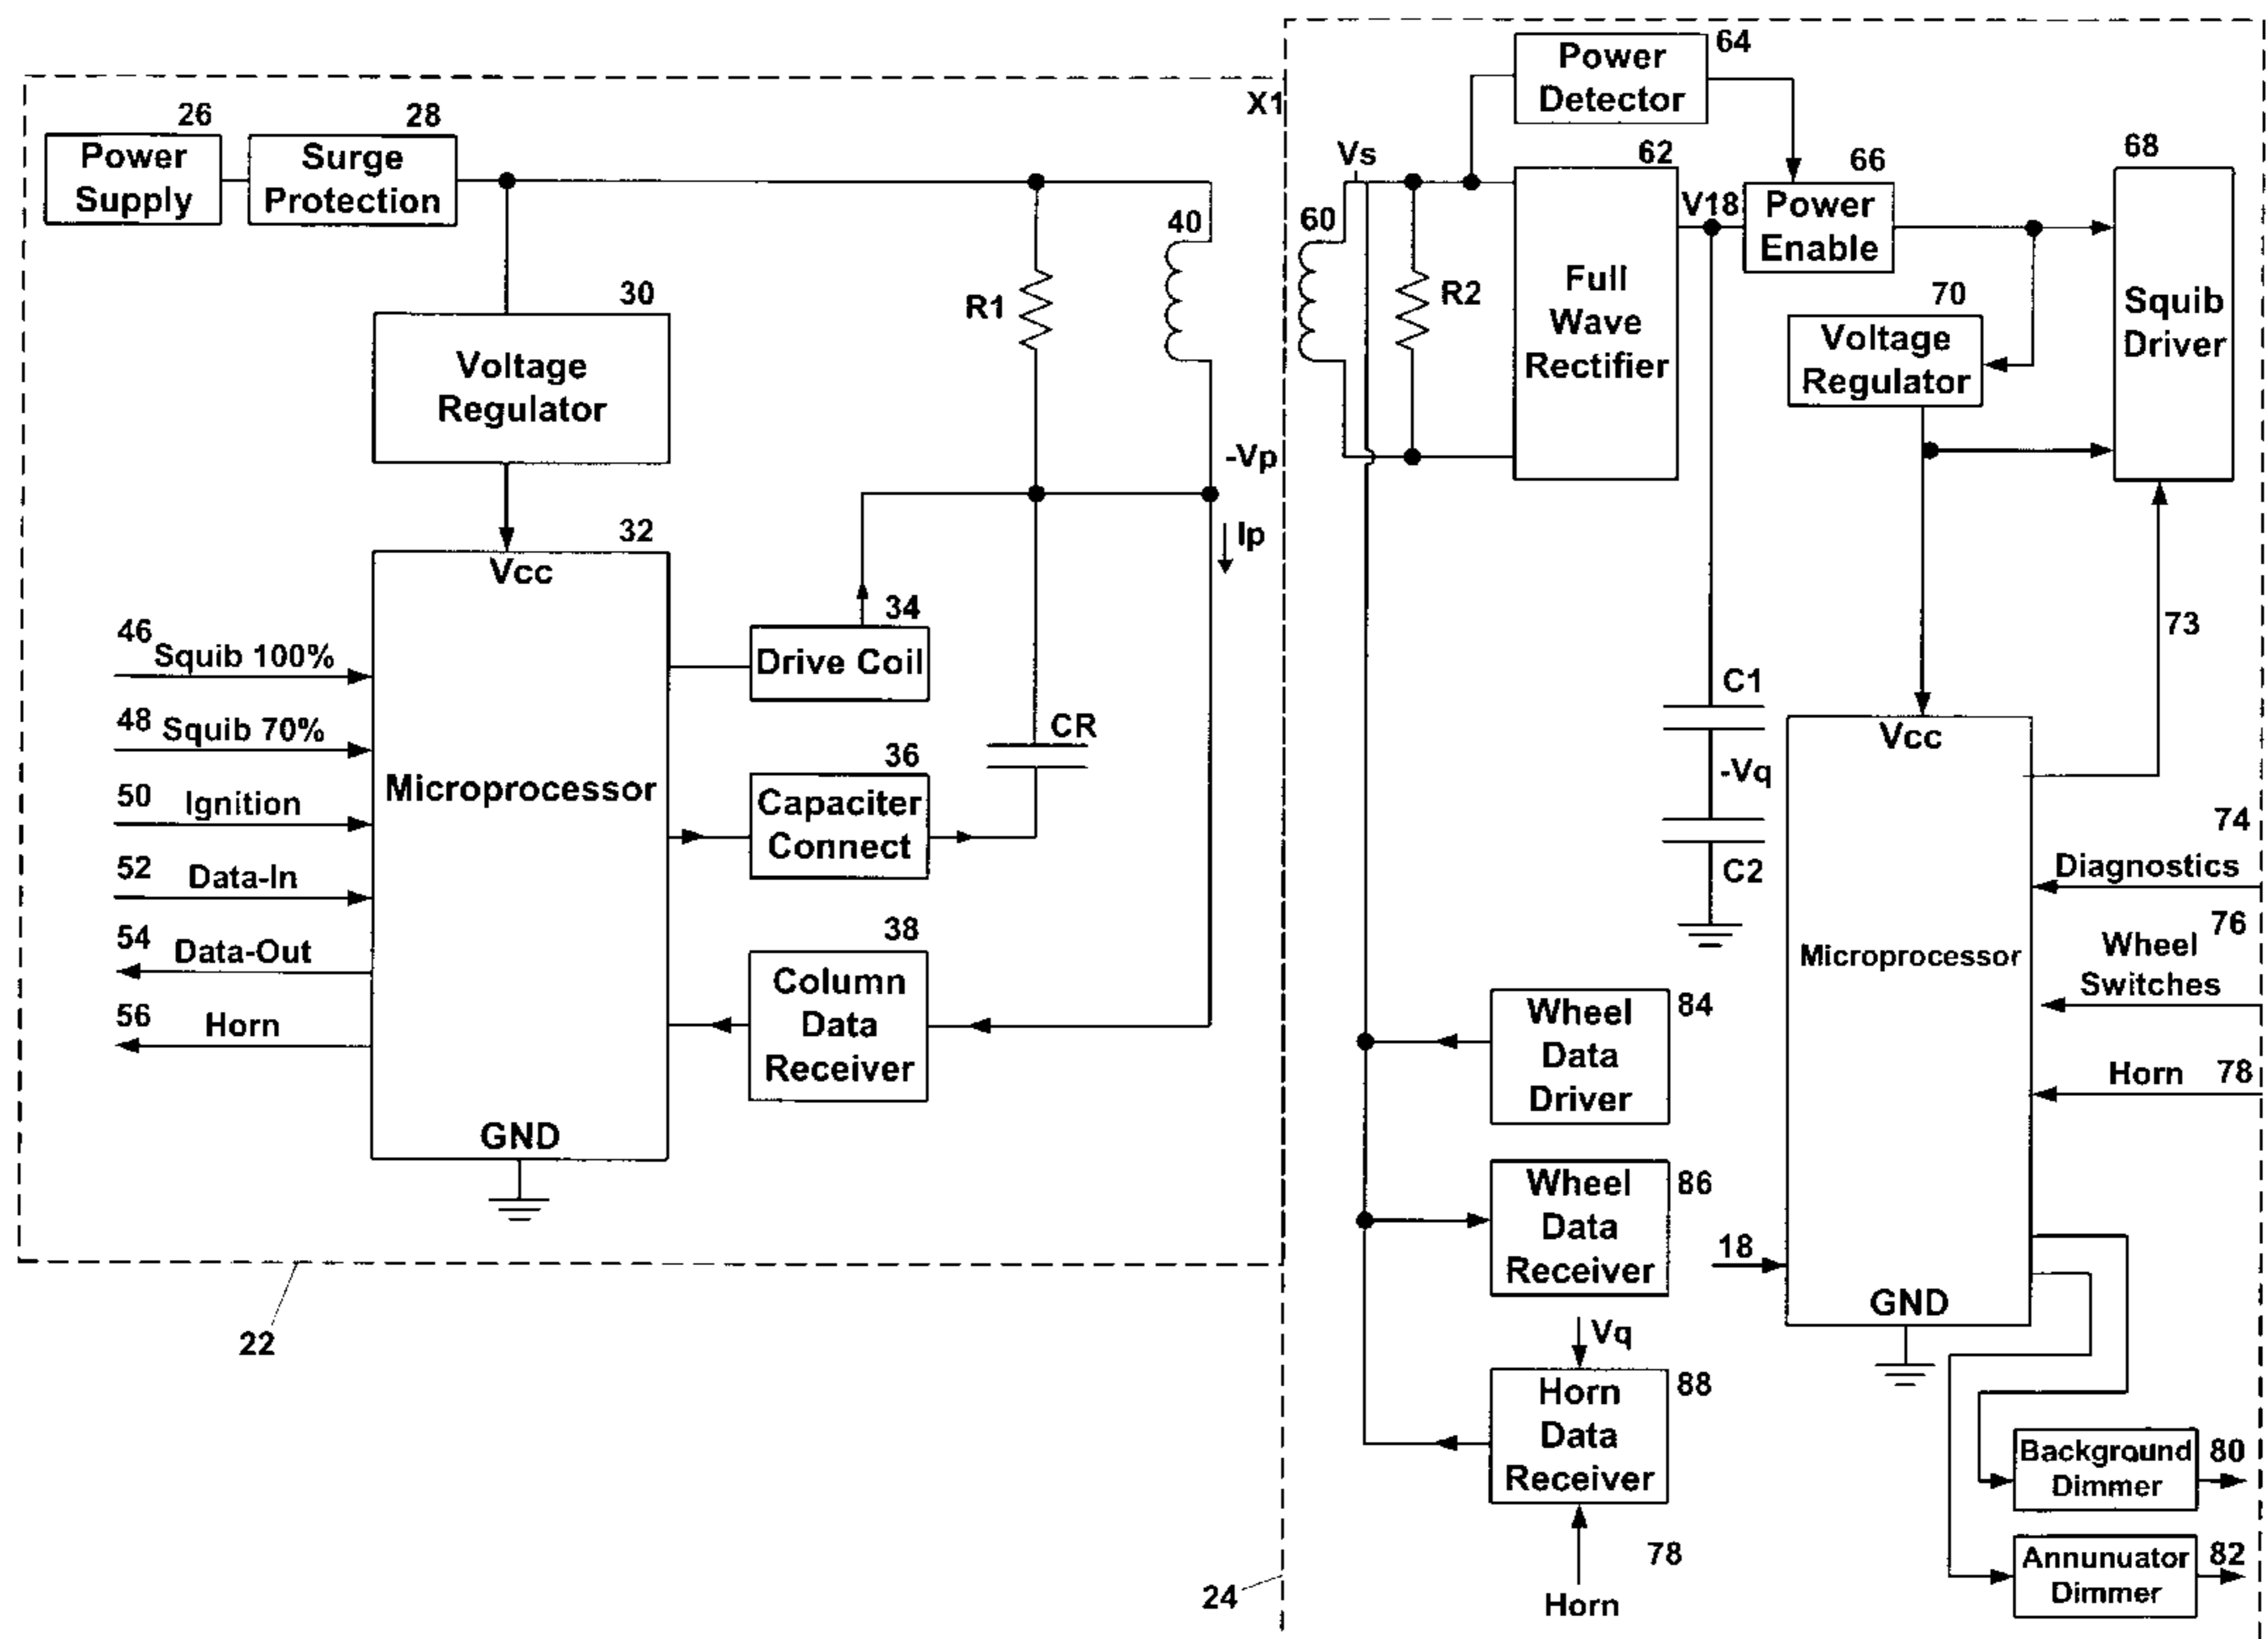 X1
26
Power
Supply
28
Surge
Protection
30
Voltage
Regulator
R1
40
-Vp
Ip
32
Vcc
Microprocessor
GND
46
Squib 100%
48
Squib 70%
50
Ignition
52
Data-In
54
Data-Out
56
Horn
34
Drive Coil
36
Capaciter
Connect
CR
38
Column
Data
Receiver
22
64
Power
Detector
Vs
60
R2
62
Full
Wave
Rectifier
V18
66
Power
Enable
68
Squib
Driver
70
Voltage
Regulator
73
C1
-Vq
C2
Vcc
Microprocessor
GND
74
Diagnostics
76
Wheel
Switches
Horn 78
84
Wheel
Data
Driver
86
Wheel
Data
Receiver
18
Vq
88
Horn
Data
Receiver
78
Horn
24
Background
Dimmer
80
Annunuator
Dimmer
82